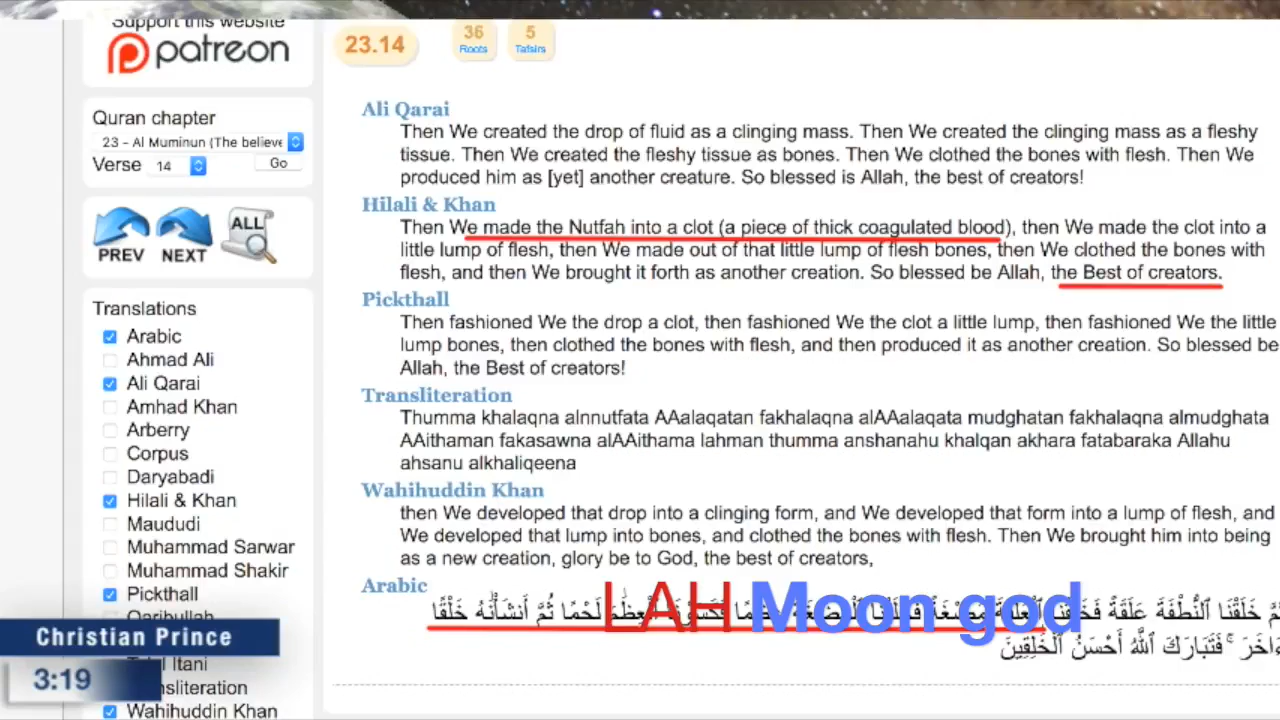 Support this website
patreon
Quran chapter
23 - Al Muminun (The believe
Verse 14 Go
PREV NEXT ALL
Translations
Arabic
Ahmad Ali
Ali Qarai
Amhad Khan
Arberry
Corpus
Daryabadi
Hilali & Khan
Maududi
Muhammad Sarwar
Muhammad Shakir
Pickthall
Qaribullah
Talal Itani
nsliteration
Wahihuddin Khan
Christian Prince
3:19
23.14
36 Roots
5 Tafsirs
Ali Qarai
Then We created the drop of fluid as a clinging mass. Then We created the clinging mass as a fleshy
tissue. Then We created the fleshy tissue as bones. Then We clothed the bones with flesh. Then We
produced him as [yet] another creature. So blessed is Allah, the best of creators!
Hilali & Khan
Then We made the Nutfah into a clot (a piece of thick coagulated blood), then We made the clot into a
little lump of flesh, then We made out of that little lump of flesh bones, then We clothed the bones with
flesh, and then We brought it forth as another creation. So blessed be Allah, the Best of creators.
Pickthall
Then fashioned We the drop a clot, then fashioned We the clot a little lump, then fashioned We the little
lump bones, then clothed the bones with flesh, and then produced it as another creation. So blessed be
Allah, the Best of creators!
Transliteration
Thumma khalaqna alnnutfata AAalaqatan fakhalaqna alAAalaqata mudghatan fakhalaqna almudghata
AAithaman fakasawna alAAithama lahman thumma anshanahu khalqan akhara fatabaraka Allahu
ahsanu alkhaliqeena
Wahihuddin Khan
then We developed that drop into a clinging form, and We developed that form into a lump of flesh, and
We developed that lump into bones, and clothed the bones with flesh. Then We brought him into being
as a new creation, glory be to God, the best of creators,
Arabic
خَلَقْنَا ٱلنُّطْفَةَ عَلَقَةً لَحْمًا ثُمَّ أَنشَأْنَٰهُ خَلْقًا
ءَاخَرَ ۚ فَتَبَارَكَ ٱللَّهُ أَحْسَنُ ٱلْخَٰلِقِينَ
LAH Moon god